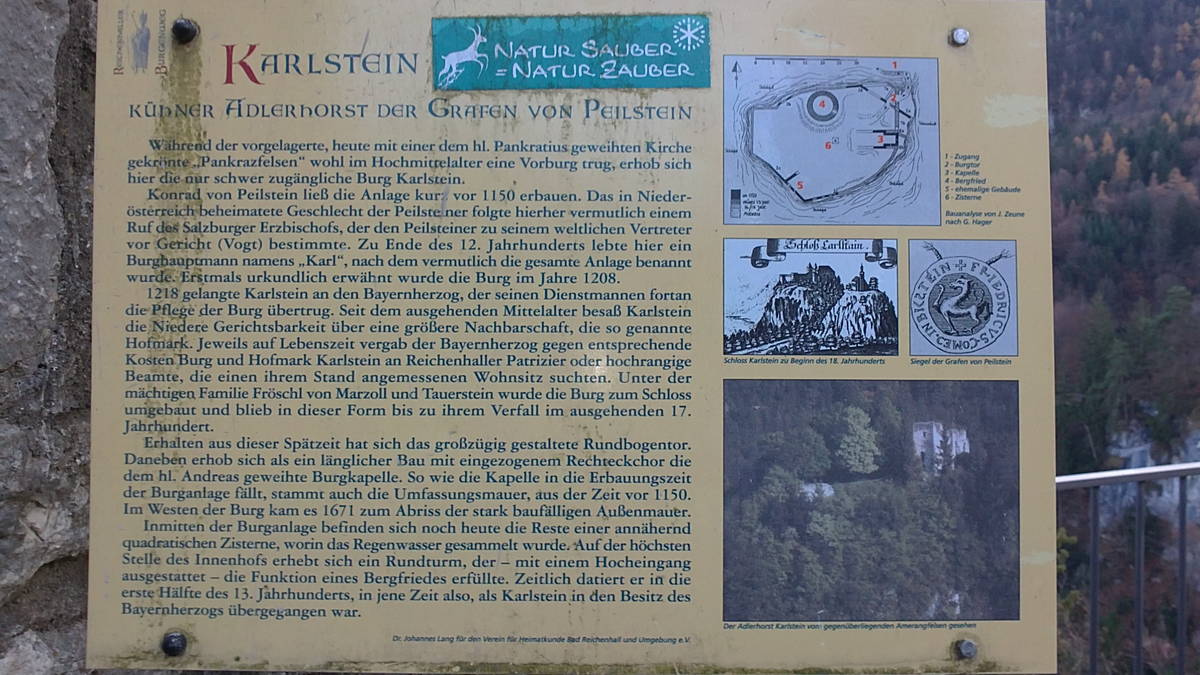 REICHENHALLER
BURGENWEG
KARLSTEIN
NATUR SAUBER
= NATUR ZAUBER
KÜHNER ADLERHORST DER GRAFEN VON PEILSTEIN
Während der vorgelagerte, heute mit einer dem hl. Pankratius geweihten Kirche
gekrönte „Pankrazfelsen“ wohl im Hochmittelalter eine Vorburg trug, erhob sich
hier die nur schwer zugängliche Burg Karlstein.
Konrad von Peilstein ließ die Anlage kurz vor 1150 erbauen. Das in Nieder-
österreich beheimatete Geschlecht der Peilsteiner folgte hierher vermutlich einem
Ruf des Salzburger Erzbischofs, der den Peilsteiner zu seinem weltlichen Vertreter
vor Gericht (Vogt) bestimmte. Zu Ende des 12. Jahrhunderts lebte hier ein
Burghauptmann namens „Karl“, nach dem vermutlich die gesamte Anlage benannt
wurde. Erstmals urkundlich erwähnt wurde die Burg im Jahre 1208.
1218 gelangte Karlstein an den Bayernherzog, der seinen Dienstmannen fortan
die Pflege der Burg übertrug. Seit dem ausgehenden Mittelalter besaß Karlstein
die Niedere Gerichtsbarkeit über eine größere Nachbarschaft, die so genannte
Hofmark. Jeweils auf Lebenszeit vergab der Bayernherzog gegen entsprechende
Kosten Burg und Hofmark Karlstein an Reichenhaller Patrizier oder hochrangige
Beamte, die einen ihrem Stand angemessenen Wohnsitz suchten. Unter der
mächtigen Familie Fröschl von Marzoll und Tauerstein wurde die Burg zum Schloss
umgebaut und blieb in dieser Form bis zu ihrem Verfall im ausgehenden 17.
Jahrhundert.
Erhalten aus dieser Spätzeit hat sich das großzügig gestaltete Rundbogentor.
Daneben erhob sich als ein länglicher Bau mit eingezogenem Rechteckchor die
dem hl. Andreas geweihte Burgkapelle. So wie die Kapelle in die Erbauungszeit
der Burganlage fällt, stammt auch die Umfassungsmauer, aus der Zeit vor 1150.
Im Westen der Burg kam es 1671 zum Abriss der stark baufälligen Außenmauer.
Inmitten der Burganlage befinden sich noch heute die Reste einer annähernd
quadratischen Zisterne, worin das Regenwasser gesammelt wurde. Auf der höchsten
Stelle des Innenhofs erhebt sich ein Rundturm, der – mit einem Hocheingang
ausgestattet – die Funktion eines Bergfriedes erfüllte. Zeitlich datiert er in die
erste Hälfte des 13. Jahrhunderts, in jene Zeit also, als Karlstein in den Besitz des
Bayernherzogs übergegangen war.
Dr. Johannes Lang für den Verein für Heimatkunde Bad Reichenhall und Umgebung e.V.
1
2
4
3
6
5
1 - Zugang
2 - Burgtor
3 - Kapelle
4 - Bergfried
5 - ehemalige Gebäude
6 - Zisterne
Bauanalyse von J. Zeune
nach G. Hager
Schloß Carlstain.
Schloss Karlstein zu Beginn des 18. Jahrhunderts
FRIDRICUS COMES
Siegel der Grafen von Peilstein
Der Adlerhorst Karlstein vom gegenüberliegenden Amerangfelsen gesehen